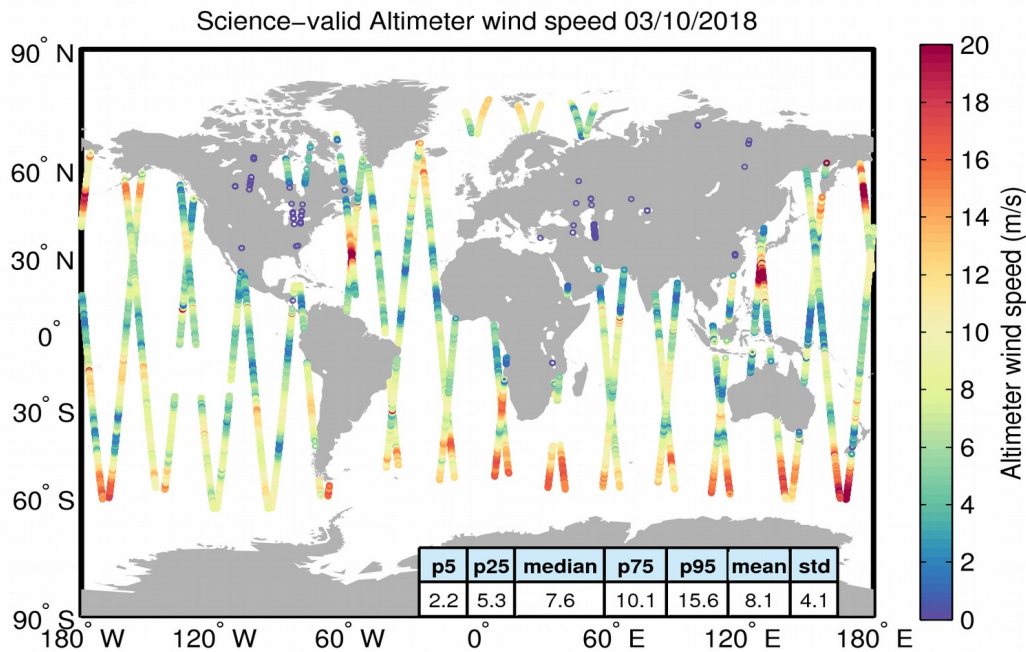 Science−valid Altimeter wind speed 03/10/2018
90° N
60° N
30° N
0°
30° S
60° S
90° S
180° W
120° W
60° W
0°
60° E
120° E
180° E
p5 p25 median p75 p95 mean std
2.2 5.3 7.6 10.1 15.6 8.1 4.1
20
18
16
14
12
10
8
6
4
2
0
Altimeter wind speed (m/s)